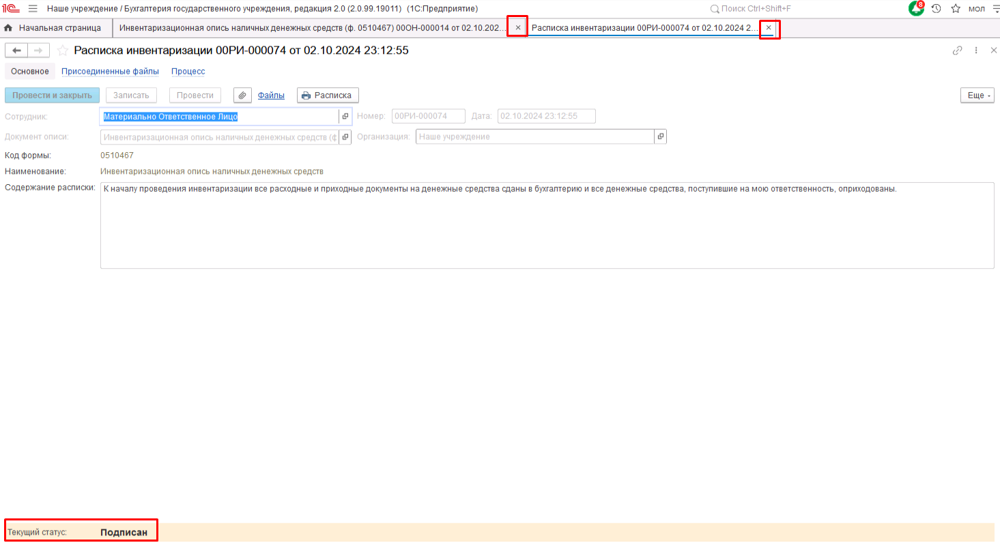 1С Наше учреждение / Бухгалтерия государственного учреждения, редакция 2.0 (2.0.99.19011) (1С:Предприятие) Поиск Ctrl+Shift+F 8 мол
Начальная страница Инвентаризационная опись наличных денежных средств (ф. 0510467) 00ОН-000014 от 02.10.202... × Расписка инвентаризации 00РИ-000074 от 02.10.2024 2... ×
Расписка инвентаризации 00РИ-000074 от 02.10.2024 23:12:55
Основное Присоединенные файлы Процесс
Провести и закрыть Записать Провести Файлы Расписка Еще
Сотрудник: Материально Ответственное Лицо Номер: 00РИ-000074 Дата: 02.10.2024 23:12:55
Документ описи: Инвентаризационная опись наличных денежных средств (ф Организация: Наше учреждение
Код формы: 0510467
Наименование: Инвентаризационная опись наличных денежных средств
Содержание расписки: К началу проведения инвентаризации все расходные и приходные документы на денежные средства сданы в бухгалтерию и все денежные средства, поступившие на мою ответственность, оприходованы.
Текущий статус: Подписан